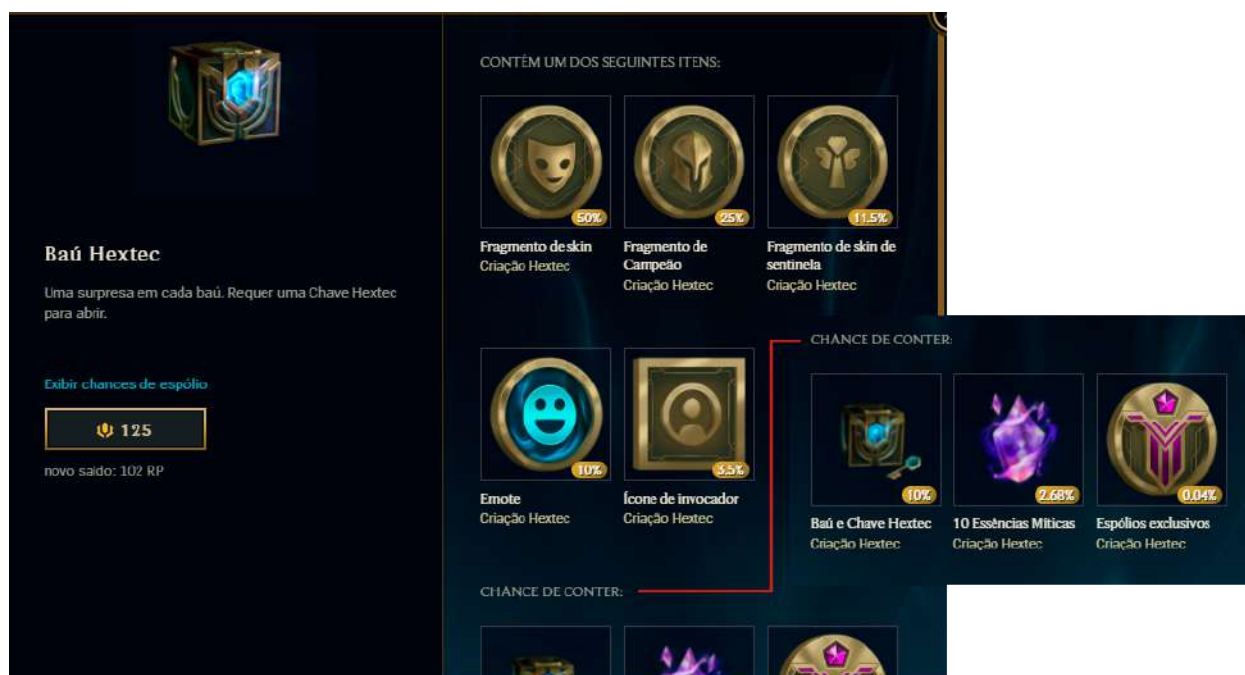 CONTÉM UM DOS SEGUINTES ITENS:
50%
25%
11.5%
Fragmento de skin
Criação Hextec
Fragmento de
Campeão
Criação Hextec
Fragmento de skin de
sentinela
Criação Hextec
Baú Hextec
Uma surpresa em cada baú. Requer uma Chave Hextec
para abrir.
Exibir chances de espólio
125
novo saldo: 102 RP
10%
3.5%
Emote
Criação Hextec
Ícone de invocador
Criação Hextec
CHANCE DE CONTER:
CHANCE DE CONTER:
10%
2.68%
0.04%
Baú e Chave Hextec
Criação Hextec
10 Essências Míticas
Criação Hextec
Espólios exclusivos
Criação Hextec